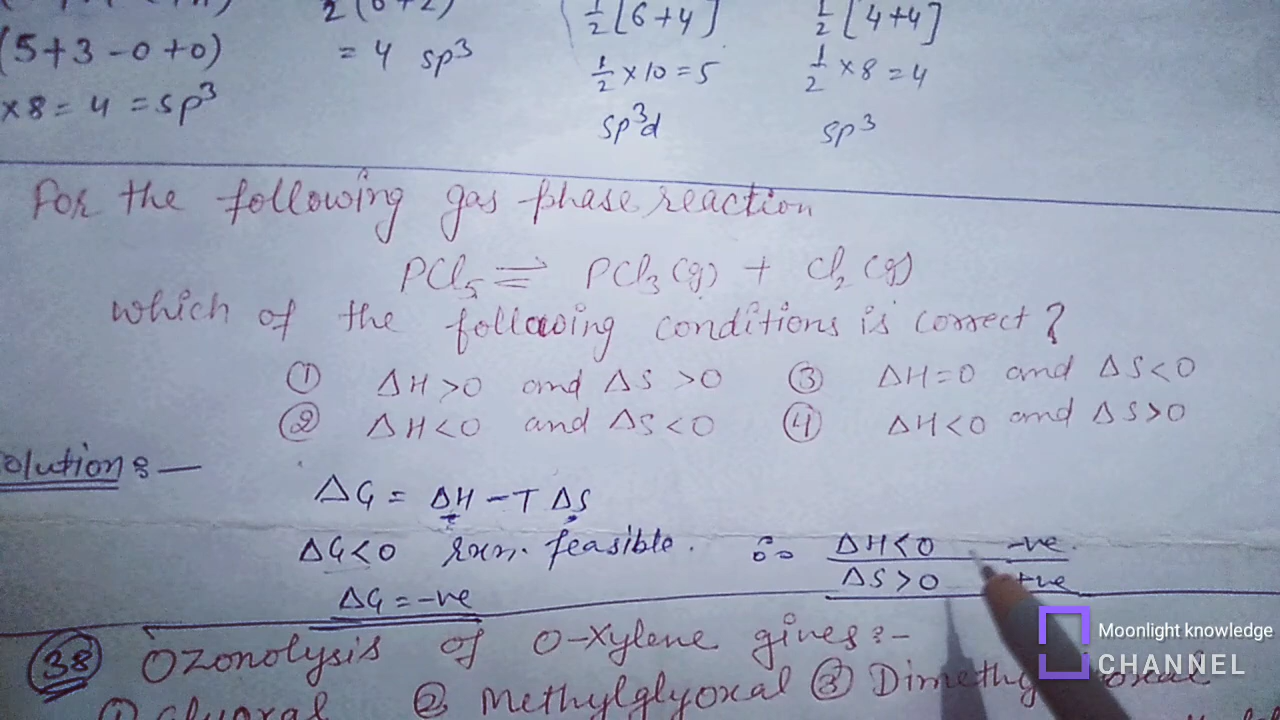 2(6+2) ½[6+4] ½[4+4]
(5+3-0+0) = 4 sp³ ½×10=5 ½×8=4
×8=4=sp³ sp³d sp³
For the following gas phase reaction
PCl₅ ⇌ PCl₃(g) + Cl₂(g)
which of the following conditions is correct?
① ΔH>0 and ΔS>0 ③ ΔH=0 and ΔS<0
② ΔH<0 and ΔS<0 ④ ΔH<0 and ΔS>0
olution:-
ΔG = ΔH-TΔS
ΔG<0 rxn. feasible. ∴ ΔH<0 -ve.
ΔG=-ve ΔS>0 +ve
Moonlight knowledge
CHANNEL
㊳ Ozonolysis of O-Xylene gives:-
② Methylglyoxal ③